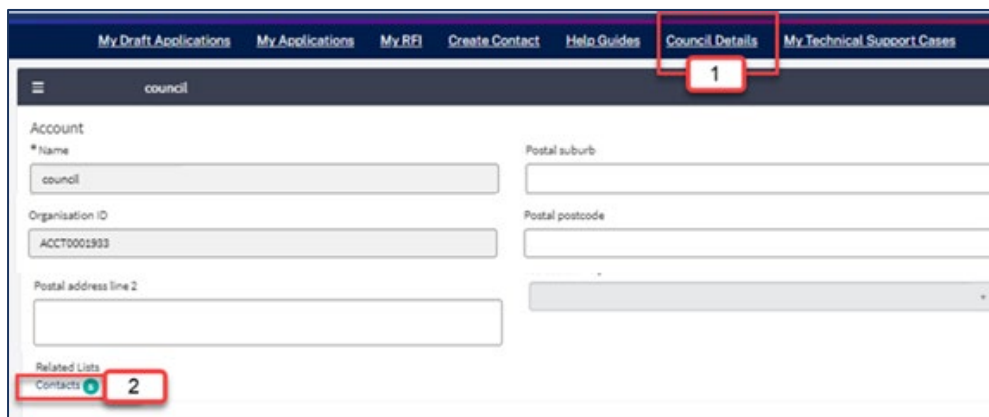 My Draft Applications My Applications My RFI Create Contact Help Guides Council Details My Technical Support Cases
1
council
Account
*Name
Postal suburb
council
Organisation ID
Postal postcode
ACCT0001933
Postal address line 2
Related Lists
Contacts
2